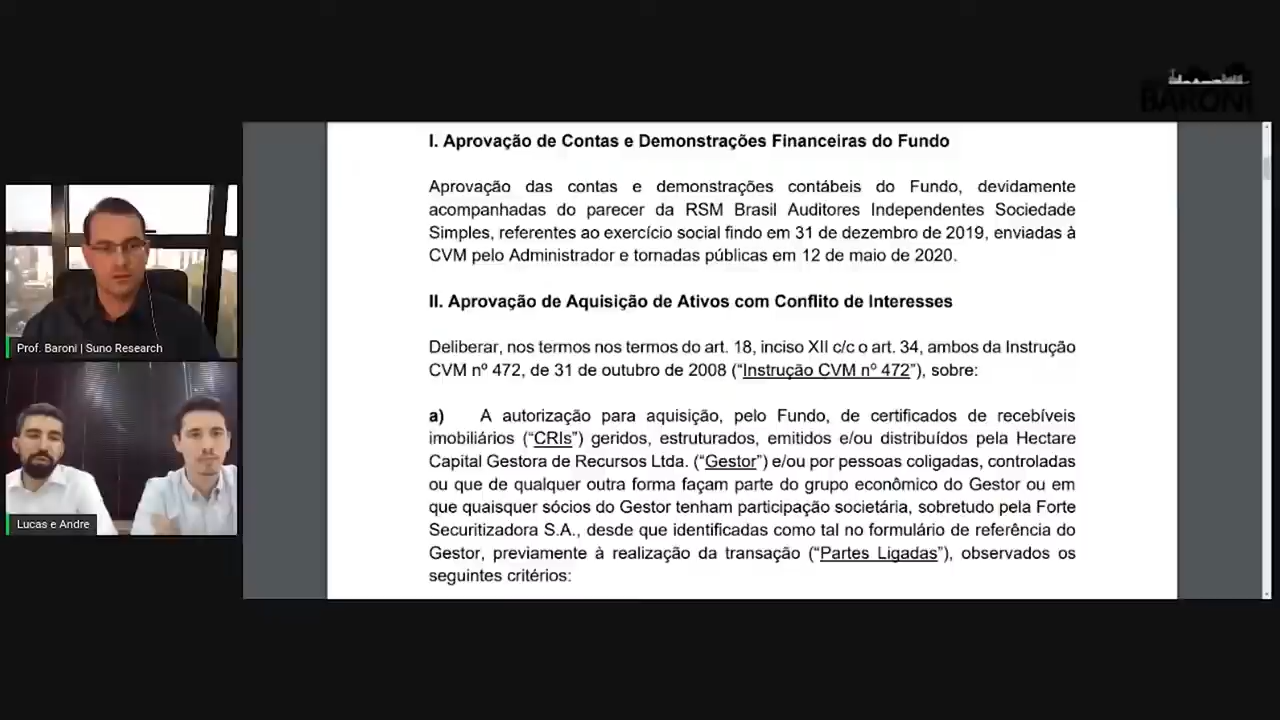 BARONI
I. Aprovação de Contas e Demonstrações Financeiras do Fundo
Aprovação das contas e demonstrações contábeis do Fundo, devidamente
acompanhadas do parecer da RSM Brasil Auditores Independentes Sociedade
Simples, referentes ao exercício social findo em 31 de dezembro de 2019, enviadas à
CVM pelo Administrador e tornadas públicas em 12 de maio de 2020.
II. Aprovação de Aquisição de Ativos com Conflito de Interesses
Deliberar, nos termos nos termos do art. 18, inciso XII c/c o art. 34, ambos da Instrução
CVM nº 472, de 31 de outubro de 2008 (“Instrução CVM nº 472”), sobre:
a) A autorização para aquisição, pelo Fundo, de certificados de recebíveis
imobiliários (“CRIs”) geridos, estruturados, emitidos e/ou distribuídos pela Hectare
Capital Gestora de Recursos Ltda. (“Gestor”) e/ou por pessoas coligadas, controladas
ou que de qualquer outra forma façam parte do grupo econômico do Gestor ou em
que quaisquer sócios do Gestor tenham participação societária, sobretudo pela Forte
Securitizadora S.A., desde que identificadas como tal no formulário de referência do
Gestor, previamente à realização da transação (“Partes Ligadas”), observados os
seguintes critérios:
Prof. Baroni | Suno Research
Lucas e Andre